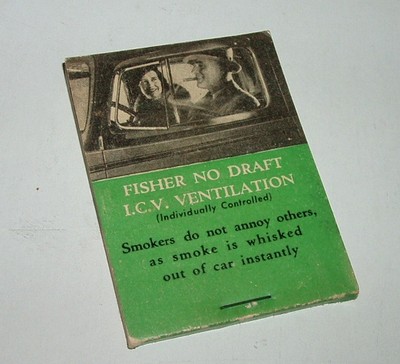 FISHER NO DRAFT
I.C.V. VENTILATION
(Individually Controlled)
Smokers do not annoy others,
as smoke is whisked
out of car instantly